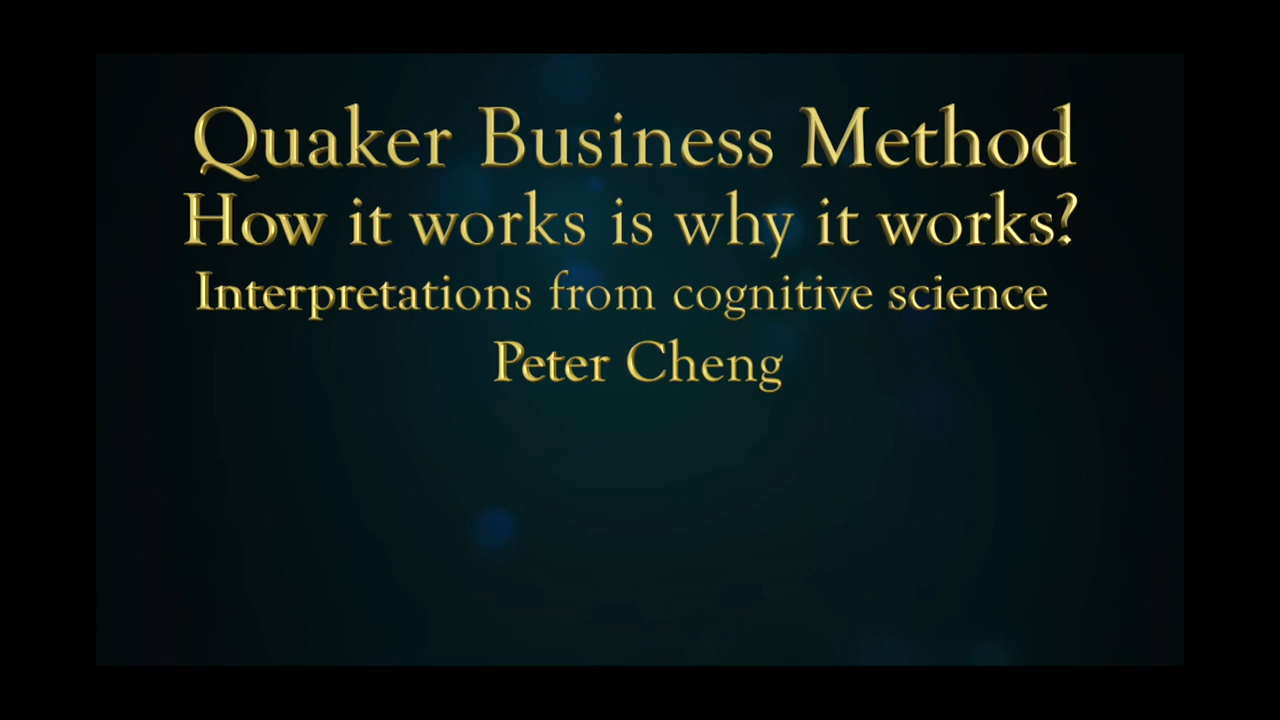 Quaker Business Method
How it works is why it works?
Interpretations from cognitive science
Peter Cheng